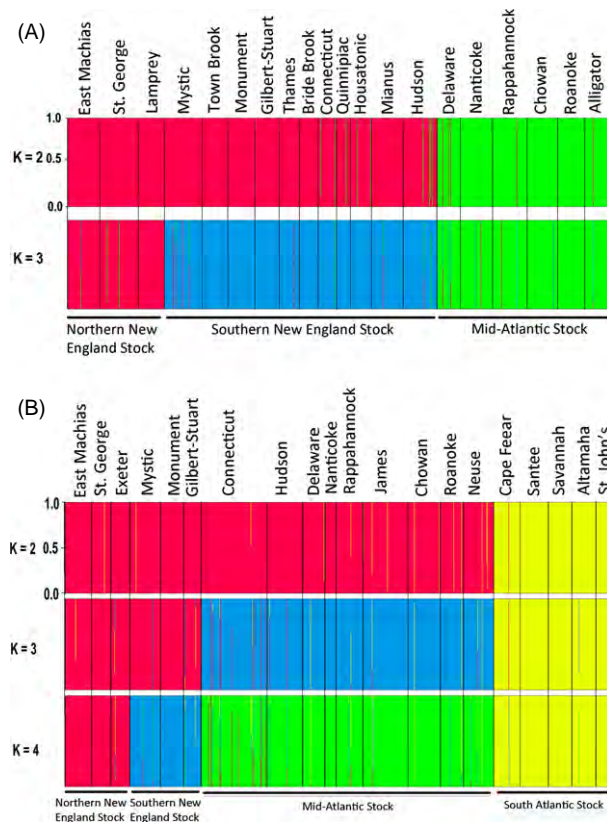 (A)
East Machias
St. George
Lamprey
Mystic
Town Brook
Monument
Gilbert-Stuart
Thames
Bride Brook
Connecticut
Quinnipiac
Housatonic
Mianus
Hudson
Delaware
Nanticoke
Rappahannock
Chowan
Roanoke
Alligator
1.0
K = 2
0.5
0.0
K = 3
Northern New
England Stock
Southern New England Stock
Mid-Atlantic Stock
(B)
East Machias
St. George
Exeter
Mystic
Monument
Gilbert-Stuart
Connecticut
Hudson
Delaware
Nanticoke
Rappahannock
James
Chowan
Roanoke
Neuse
Cape Feear
Santee
Savannah
Altamaha
St. John's
1.0
0.5
K = 2
0.0
K = 3
K = 4
Northern New
England Stock
Southern New
England Stock
Mid-Atlantic Stock
South Atlantic Stock